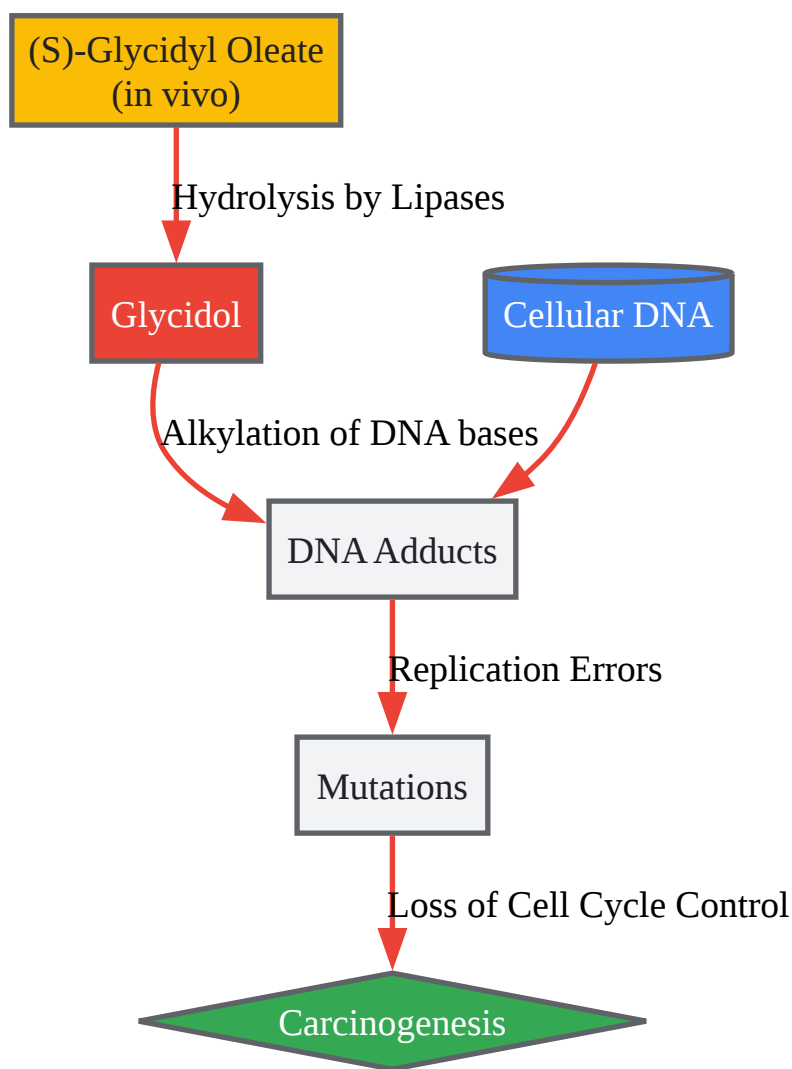 (S)-Glycidyl Oleate
(in vivo)
Hydrolysis by Lipases
Glycidol
Cellular DNA
Alkylation of DNA bases
DNA Adducts
Replication Errors
Mutations
Loss of Cell Cycle Control
Carcinogenesis